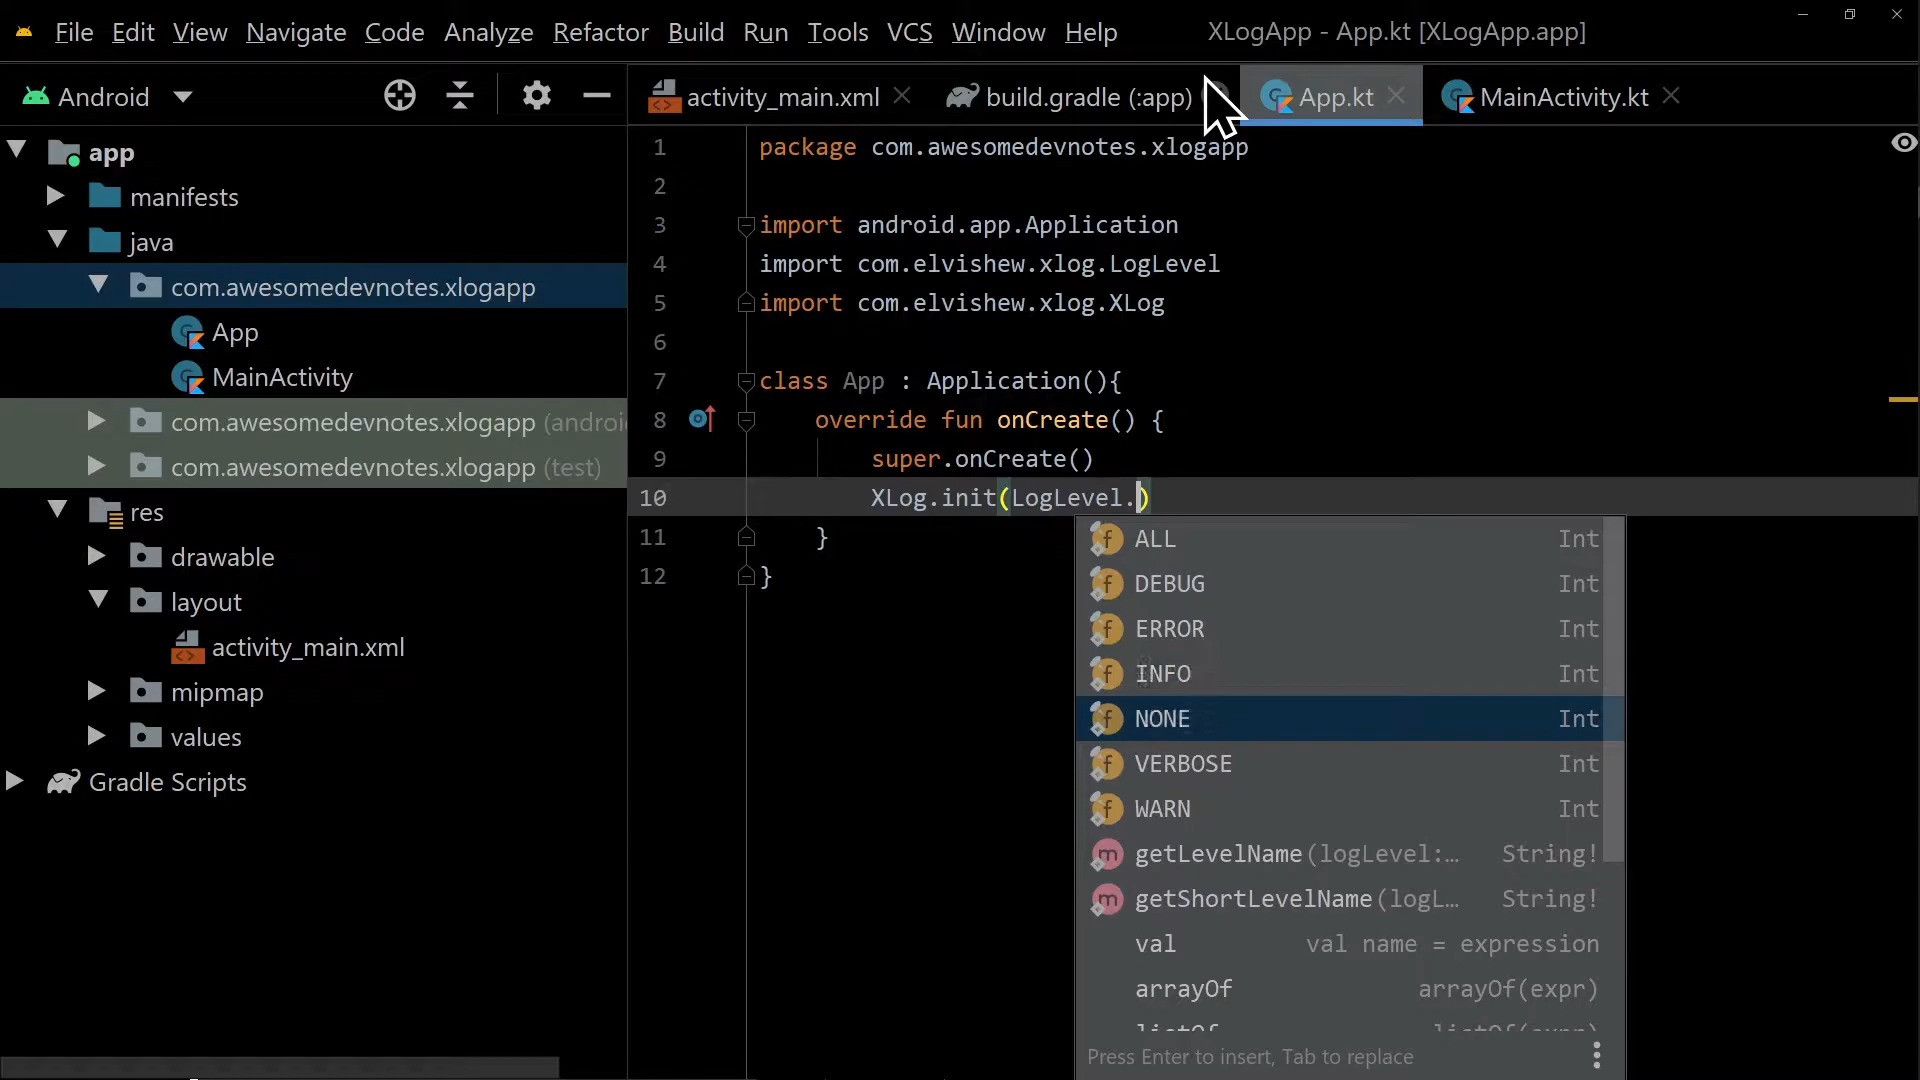 File Edit View Navigate Code Analyze Refactor Build Run Tools VCS Window Help XLogApp - App.kt [XLogApp.app]
Android
activity_main.xml build.gradle (:app) App.kt MainActivity.kt
app
manifests
java
com.awesomedevnotes.xlogapp
App
MainActivity
com.awesomedevnotes.xlogapp (androi
com.awesomedevnotes.xlogapp (test)
res
drawable
layout
activity_main.xml
mipmap
values
Gradle Scripts
1 package com.awesomedevnotes.xlogapp
2
3 import android.app.Application
4 import com.elvishew.xlog.LogLevel
5 import com.elvishew.xlog.XLog
6
7 class App : Application(){
8 override fun onCreate() {
9 super.onCreate()
10 XLog.init(LogLevel.)
11 }
12 }
ALL Int
DEBUG Int
ERROR Int
INFO Int
NONE Int
VERBOSE Int
WARN Int
getLevelName(logLevel:… String!
getShortLevelName(logL… String!
val val name = expression
arrayOf arrayOf(expr)
listOf listOf(expr)
Press Enter to insert, Tab to replace